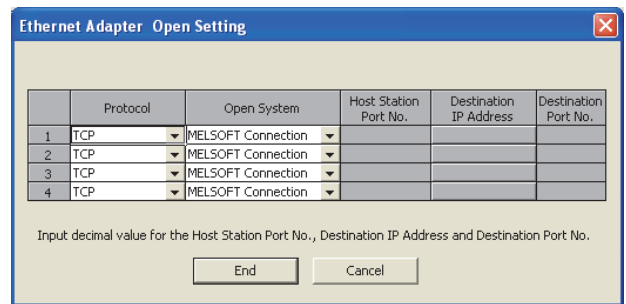 Ethernet Adapter Open Setting
Protocol Open System Host Station Port No. Destination IP Address Destination Port No.
1 TCP MELSOFT Connection
2 TCP MELSOFT Connection
3 TCP MELSOFT Connection
4 TCP MELSOFT Connection
Input decimal value for the Host Station Port No., Destination IP Address and Destination Port No.
End Cancel